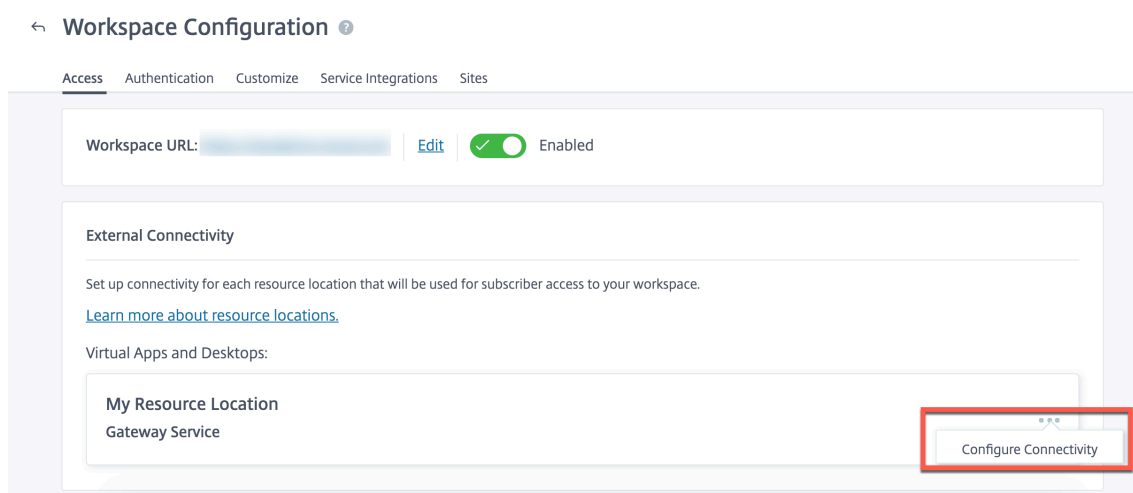 Workspace Configuration ?
Access Authentication Customize Service Integrations Sites
Workspace URL: Edit Enabled
External Connectivity
Set up connectivity for each resource location that will be used for subscriber access to your workspace.
Learn more about resource locations.
Virtual Apps and Desktops:
My Resource Location
Gateway Service
Configure Connectivity